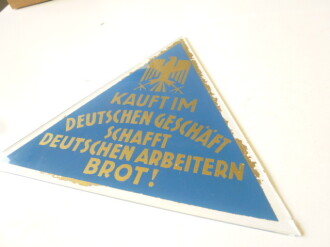 KAUFT IM
DEUTSCHEN GESCHÄFT
SCHAFFT
DEUTSCHEN ARBEITERN
BROT!